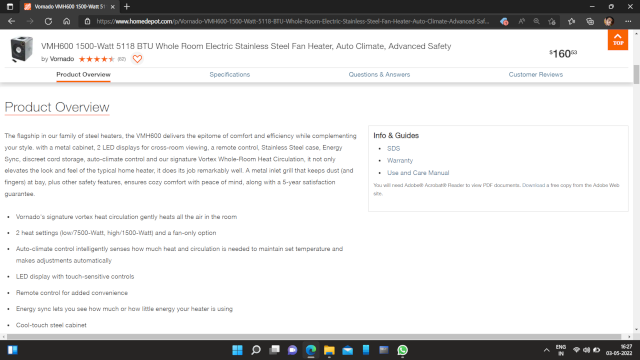 Vornado VMH600 1500-Watt 51
https://www.homedepot.com/p/Vornado-VMH600-1500-Watt-5118-BTU-Whole-Room-Electric-Stainless-Steel-Fan-Heater-Auto-Climate-Advanced-Saf...
VMH600 1500-Watt 5118 BTU Whole Room Electric Stainless Steel Fan Heater, Auto Climate, Advanced Safety
by Vornado
$160 63
TOP
Product Overview
Specifications
Questions & Answers
Customer Reviews
Product Overview
The flagship in our family of steel heaters, the VMH600 delivers the epitome of comfort and efficiency while complementing
your style. with a metal cabinet, 2 LED displays for cross-room viewing, a remote control, Stainless Steel case, Energy
Sync, discreet cord storage, auto-climate control and our signature Vortex Whole-Room Heat Circulation, it not only
elevates the look and feel of the typical home heater, it does its job remarkably well. A metal inlet grill that keeps dust (and
fingers) at bay, plus other safety features, ensures cozy comfort with peace of mind, along with a 5-year satisfaction
guarantee.
Vornado's signature vortex heat circulation gently heats all the air in the room
2 heat settings (low/7500-Watt, high/1500-Watt) and a fan-only option
Auto-climate control intelligently senses how much heat and circulation is needed to maintain set temperature and
makes adjustments automatically
LED display with touch-sensitive controls
Remote control for added convenience
Energy sync lets you see how much or how little energy your heater is using
Cool-touch steel cabinet
Info & Guides
SDS
Warranty
Use and Care Manual
You will need Adobe® Acrobat® Reader to view PDF documents. Download a free copy from the Adobe Web
site.
ENG
IN
16:27
03-05-2022